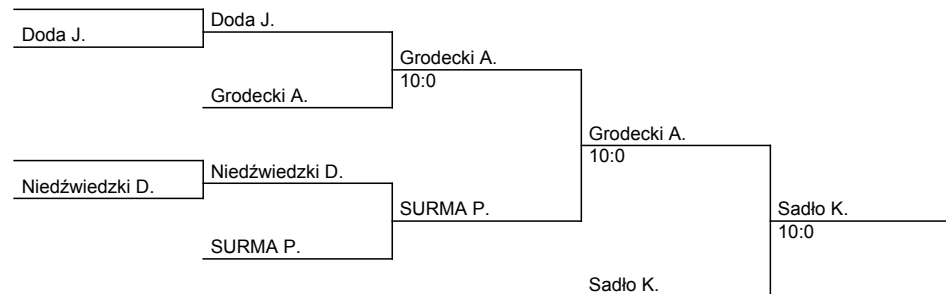 Doda J.
Doda J.
Grodecki A.
10:0
Grodecki A.
Grodecki A.
10:0
Niedźwiedzki D.
Niedźwiedzki D.
SURMA P.
Sadło K.
10:0
SURMA P.
Sadło K.